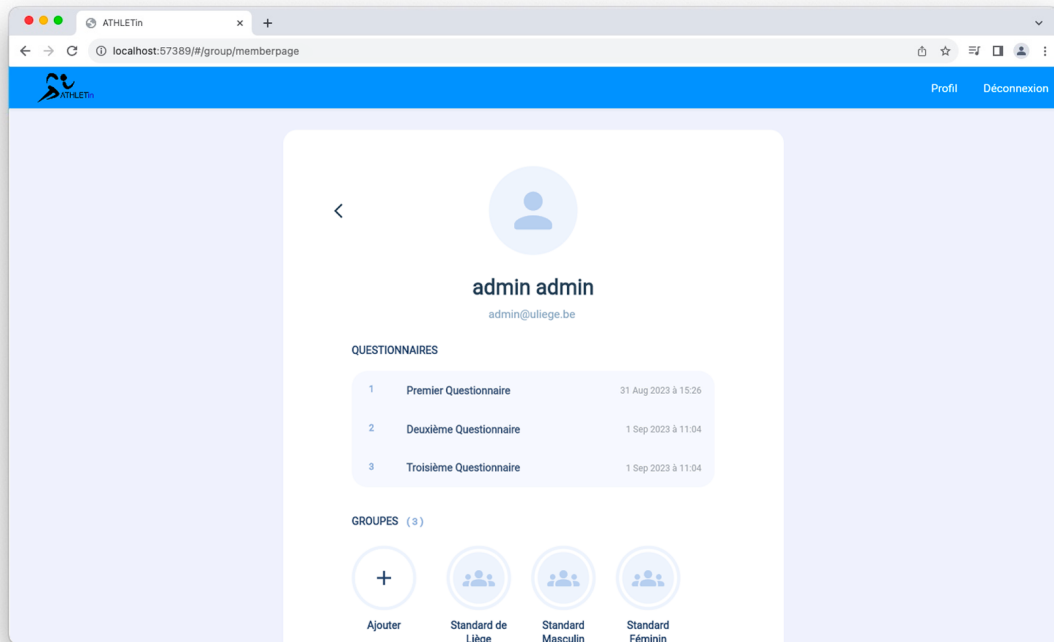 ATHLETin
localhost:57389/#/group/memberpage
ATHLETin
Profil
Déconnexion
admin admin
admin@uliege.be
QUESTIONNAIRES
1 Premier Questionnaire 31 Aug 2023 à 15:26
2 Deuxième Questionnaire 1 Sep 2023 à 11:04
3 Troisième Questionnaire 1 Sep 2023 à 11:04
GROUPES (3)
Ajouter
Standard de
Liège
Standard
Masculin
Standard
Féminin